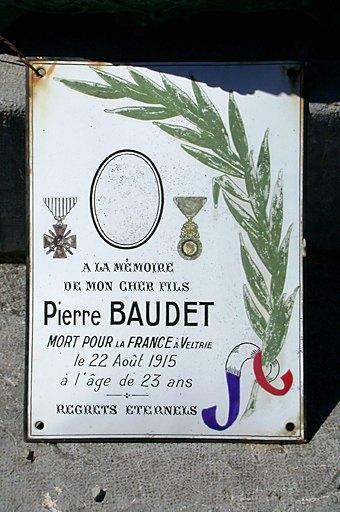 A LA MÉMOIRE
DE MON CHER FILS
Pierre BAUDET
MORT POUR LA FRANCE À VELTRIE
le 22 Août 1915
à l'âge de 23 ans
REGRETS ETERNELS